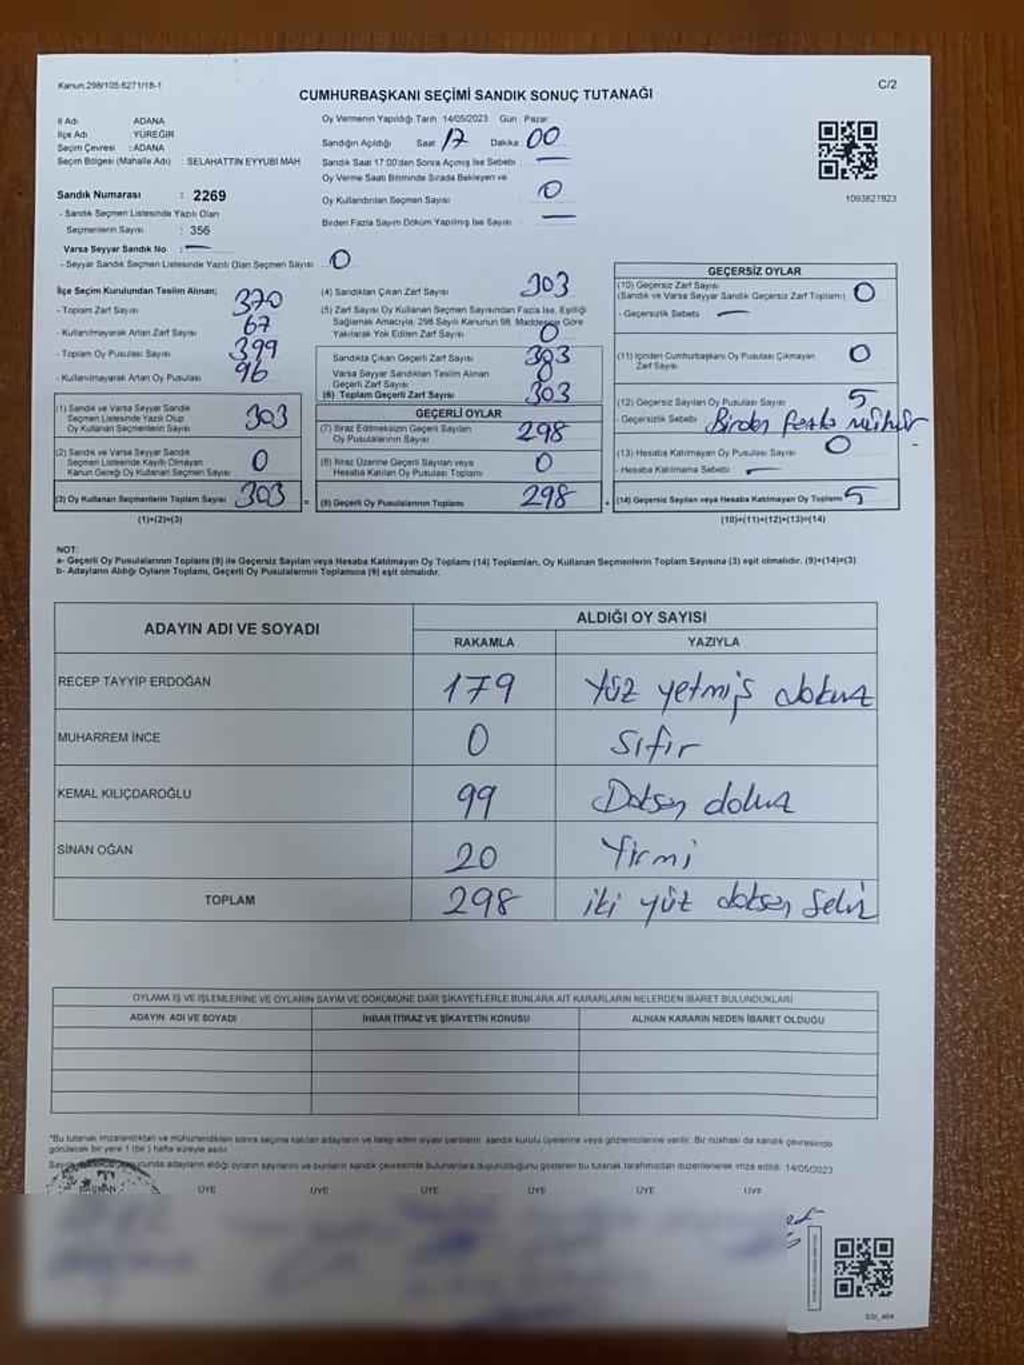 Kanun:298/105-6271/18-1
C/2
CUMHURBAŞKANI SEÇİMİ SANDIK SONUÇ TUTANAĞI
İl Adı ADANA
İlçe Adı YÜREĞİR
Seçim Çevresi : ADANA
Seçim Bölgesi (Mahalle Adı) : SELAHATTİN EYYUBİ MAH
Sandık Numarası : 2269
- Sandık Seçmen Listesinde Yazılı Olan
Seçmenlerin Sayısı : 356
Varsa Seyyar Sandık No : —
- Seyyar Sandık Seçmen Listesinde Yazılı Olan Seçmen Sayısı : 0
Oy Vermenin Yapıldığı Tarih 14/05/2023 Gün : Pazar
Sandığın Açıldığı Saat 17 Dakika 00
Sandık Saat 17:00'den Sonra Açılmış İse Sebebi : —
Oy Verme Saati Bitiminde Sırada Bekleyen ve
Oy Kullandırılan Seçmen Sayısı 0
Birden Fazla Sayım Döküm Yapılmış İse Sayısı —
1093827823
İlçe Seçim Kurulundan Teslim Alınan;
- Toplam Zarf Sayısı 370
- Kullanılmayarak Artan Zarf Sayısı 67
- Toplam Oy Pusulası Sayısı 399
- Kullanılmayarak Artan Oy Pusulası 96
(1) Sandık ve Varsa Seyyar Sandık
Seçmen Listesinde Yazılı Olup
Oy Kullanan Seçmenlerin Sayısı 303
(2) Sandık ve Varsa Seyyar Sandık
Seçmen Listesinde Kayıtlı Olmayan
Kanun Gereği Oy Kullanan Seçmen Sayısı 0
(3) Oy Kullanan Seçmenlerin Toplam Sayısı 303 =
(1)+(2)=(3)
(4) Sandıktan Çıkan Zarf Sayısı 303
(5) Zarf Sayısı Oy Kullanan Seçmen Sayısından Fazla İse, Eşitliği
Sağlamak Amacıyla, 298 Sayılı Kanunun 98. Maddesine Göre
Yakılarak Yok Edilen Zarf Sayısı 0
Sandıkta Çıkan Geçerli Zarf Sayısı 303
Varsa Seyyar Sandıktan Teslim Alınan
Geçerli Zarf Sayısı 0
(6) Toplam Geçerli Zarf Sayısı 303
GEÇERLİ OYLAR
(7) İtiraz Edilmeksizin Geçerli Sayılan
Oy Pusulalarının Sayısı 298
(8) İtiraz Üzerine Geçerli Sayılan veya
Hesaba Katılan Oy Pusulası Toplamı 0
(9) Geçerli Oy Pusulalarının Toplamı 298 +
GEÇERSİZ OYLAR
(10) Geçersiz Zarf Sayısı
(Sandık ve Varsa Seyyar Sandık Geçersiz Zarf Toplamı) 0
- Geçersizlik Sebebi —
(11) İçinden Cumhurbaşkanı Oy Pusulası Çıkmayan
Zarf Sayısı 0
(12) Geçersiz Sayılan Oy Pusulası Sayısı 5
- Geçersizlik Sebebi Birden fazla mühür
(13) Hesaba Katılmayan Oy Pusulası Sayısı 0
- Hesaba Katılmama Sebebi —
(14) Geçersiz Sayılan veya Hesaba Katılmayan Oy Toplamı 5
(10)+(11)+(12)+(13)=(14)
NOT:
a- Geçerli Oy Pusulalarının Toplamı (9) ile Geçersiz Sayılan veya Hesaba Katılmayan Oy Toplamı (14) Toplamları, Oy Kullanan Seçmenlerin Toplam Sayısına (3) eşit olmalıdır. (9)+(14)=(3)
b- Adayların Aldığı Oyların Toplamı, Geçerli Oy Pusulalarının Toplamına (9) eşit olmalıdır.
ADAYIN ADI VE SOYADI
ALDIĞI OY SAYISI
RAKAMLA YAZIYLA
RECEP TAYYİP ERDOĞAN 179 Yüz yetmiş dokuz
MUHARREM İNCE 0 Sıfır
KEMAL KILIÇDAROĞLU 99 Doksan dokuz
SİNAN OĞAN 20 Yirmi
TOPLAM 298 iki yüz doksan sekiz
OYLAMA İŞ VE İŞLEMLERİNE VE OYLARIN SAYIM VE DÖKÜMÜNE DAİR ŞİKAYETLERLE BUNLARA AİT KARARLARIN NELERDEN İBARET BULUNDUKLARI
ADAYIN ADI VE SOYADI İHBAR İTİRAZ VE ŞİKAYETİN KONUSU ALINAN KARARIN NEDEN İBARET OLDUĞU
*Bu tutanak imzalandıktan ve mühürlendikten sonra seçime katılan adayların ve talep eden siyasi partilerin sandık kurulu üyelerine veya gözlemcilerine verilir. Bir nüshası da sandık çevresinde
görülecek bir yere 1 (bir) hafta süreyle asılır.
adayların aldığı oyların sayılarını ve bunların sandık çevresinde bulunanlara duyurulduğunu gösteren bu tutanak tarafımızdan düzenlenerek imza edildi. 14/05/2023
BAŞKAN ÜYE ÜYE ÜYE ÜYE ÜYE ÜYE